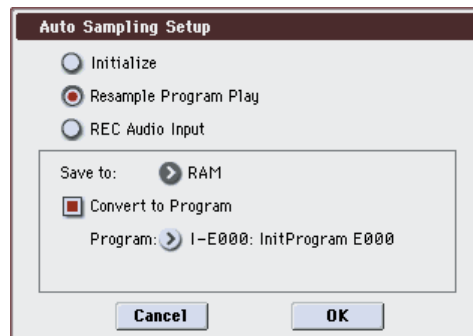 Auto Sampling Setup
Initialize
Resample Program Play
REC Audio Input
Save to: RAM
Convert to Program
Program: I-E000: InitProgram E000
Cancel OK